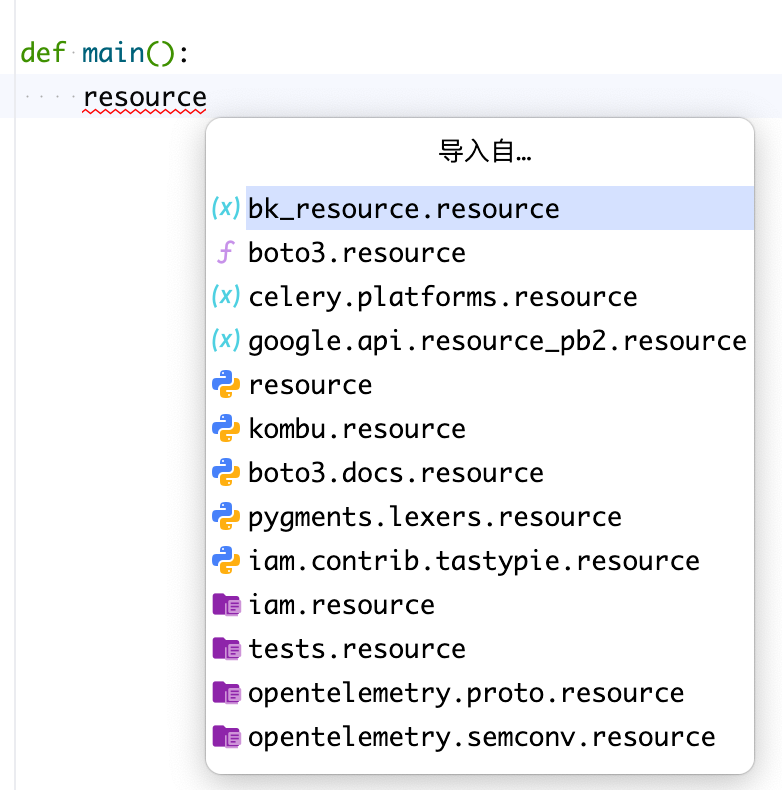 def main():
resource
导入自...
(x) bk_resource.resource
f boto3.resource
(x) celery.platforms.resource
(x) google.api.resource_pb2.resource
resource
kombu.resource
boto3.docs.resource
pygments.lexers.resource
iam.contrib.tastypie.resource
iam.resource
tests.resource
opentelemetry.proto.resource
opentelemetry.semconv.resource